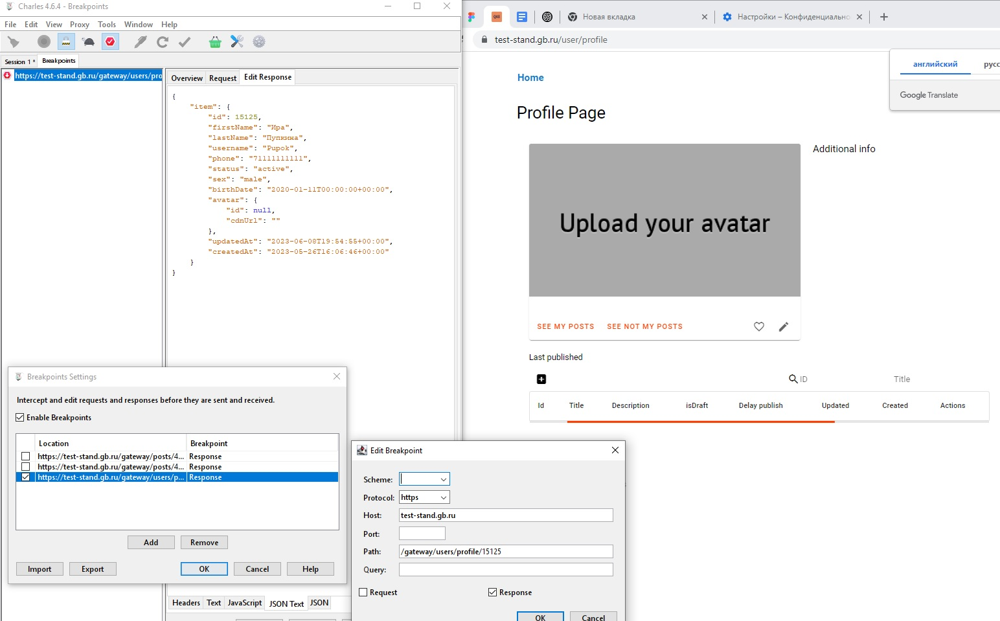 Charles 4.6.4 - Breakpoints
File Edit View Proxy Tools Window Help
Session 1 * Breakpoints
https://test-stand.gb.ru/gateway/users/pro
Overview Request Edit Response
{
"item": {
"id": 15125,
"firstName": "Ира",
"lastName": "Пупкина",
"username": "Pupok",
"phone": "71111111111",
"status": "active",
"sex": "male",
"birthDate": "2020-01-11T00:00:00+00:00",
"avatar": {
"id": null,
"cdnUrl": ""
},
"updatedAt": "2023-06-08T19:54:55+00:00",
"createdAt": "2023-05-26T16:06:46+00:00"
}
}
Headers Text JavaScript JSON Text JSON
Breakpoints Settings
Intercept and edit requests and responses before they are sent and received.
Enable Breakpoints
Location Breakpoint
https://test-stand.gb.ru/gateway/posts/4... Response
https://test-stand.gb.ru/gateway/posts/4... Response
https://test-stand.gb.ru/gateway/users/p... Response
Add Remove
Import Export OK Cancel Help
Edit Breakpoint
Scheme:
Protocol: https
Host: test-stand.gb.ru
Port:
Path: /gateway/users/profile/15125
Query:
Request Response
OK Cancel
QAR Новая вкладка Настройки – Конфиденциально
test-stand.gb.ru/user/profile
английский русс
Google Translate
Home
Profile Page
Upload your avatar
Additional info
SEE MY POSTS SEE NOT MY POSTS
Last published
ID Title
Id Title Description isDraft Delay publish Updated Created Actions